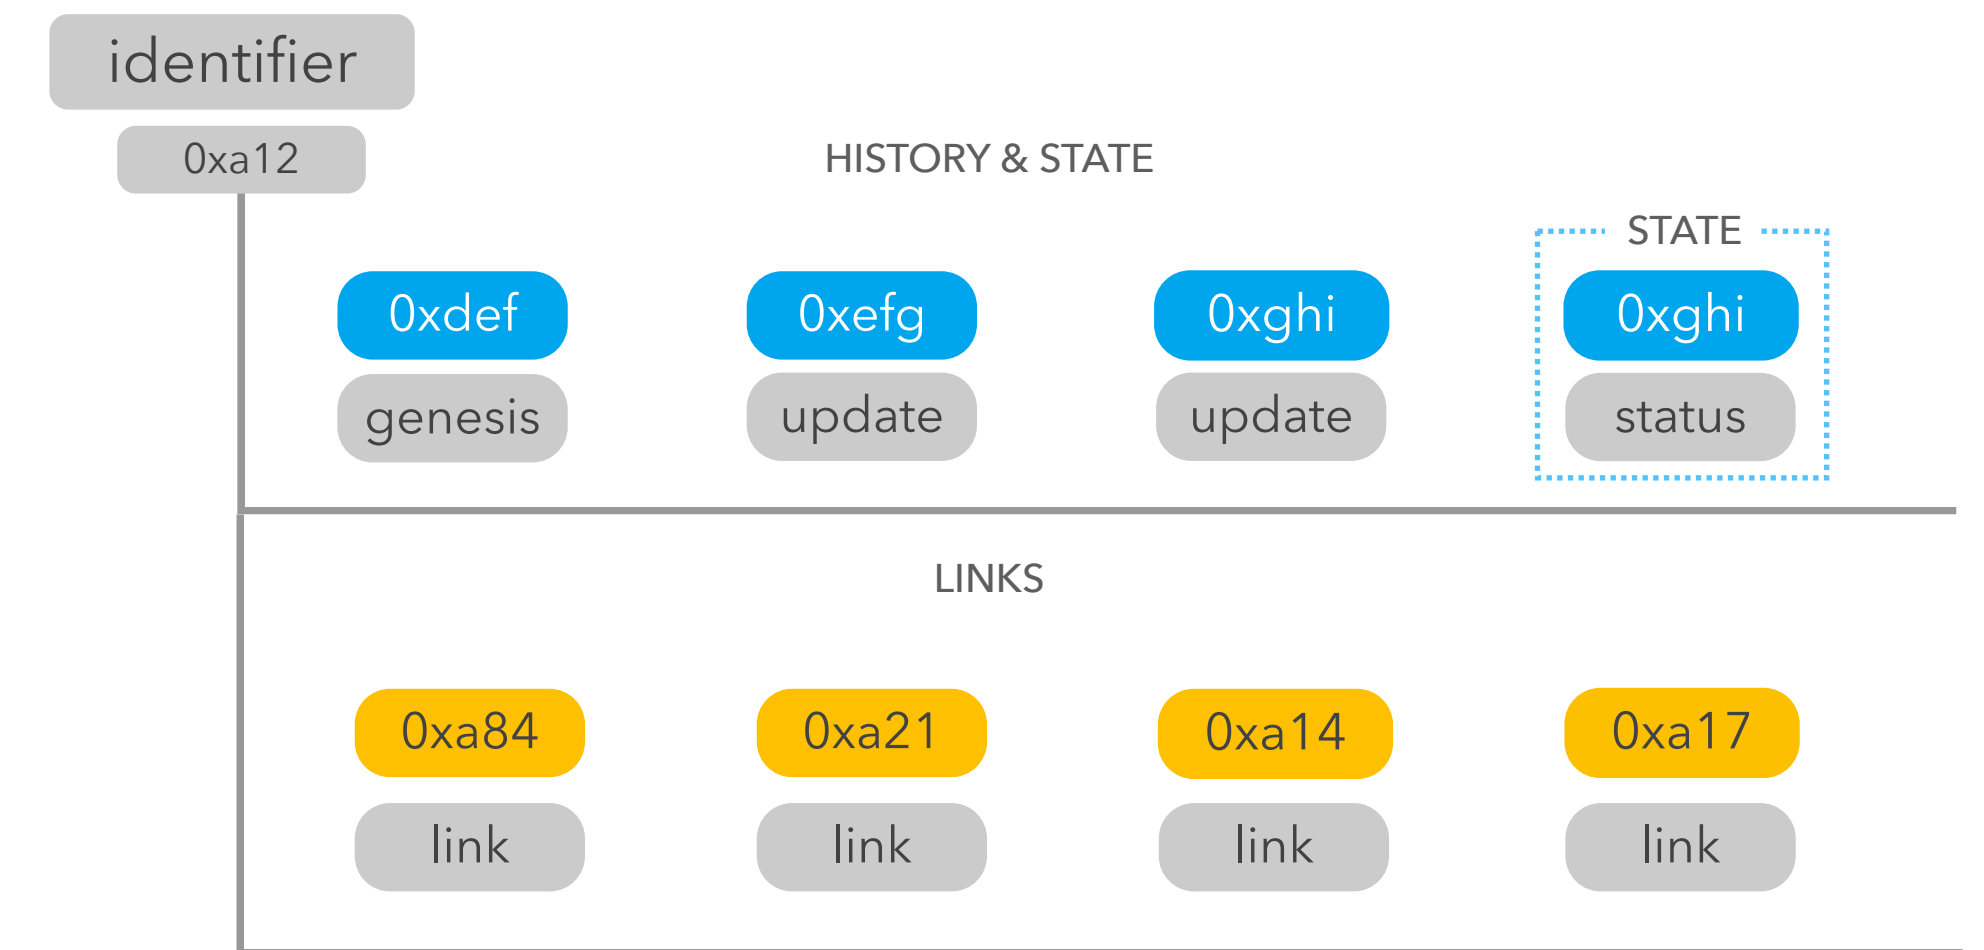 identifier
0xa12
HISTORY & STATE
STATE
0xdef 0xefg 0xghi 0xghi
genesis update update status
LINKS
0xa84 0xa21 0xa14 0xa17
link link link link